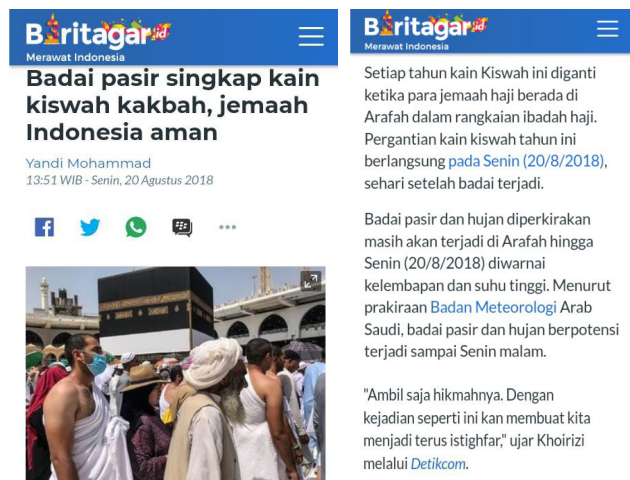 Beritagar.id
Merawat Indonesia
Badai pasir singkap kain
kiswah kakbah, jemaah
Indonesia aman
Yandi Mohammad
13:51 WIB - Senin, 20 Agustus 2018
Beritagar.id
Merawat Indonesia
Setiap tahun kain Kiswah ini diganti
ketika para jemaah haji berada di
Arafah dalam rangkaian ibadah haji.
Pergantian kain kiswah tahun ini
berlangsung pada Senin (20/8/2018),
sehari setelah badai terjadi.
Badai pasir dan hujan diperkirakan
masih akan terjadi di Arafah hingga
Senin (20/8/2018) diwarnai
kelembapan dan suhu tinggi. Menurut
prakiraan Badan Meteorologi Arab
Saudi, badai pasir dan hujan berpotensi
terjadi sampai Senin malam.
"Ambil saja hikmahnya. Dengan
kejadian seperti ini kan membuat kita
menjadi terus istighfar," ujar Khoirizi
melalui Detikcom.